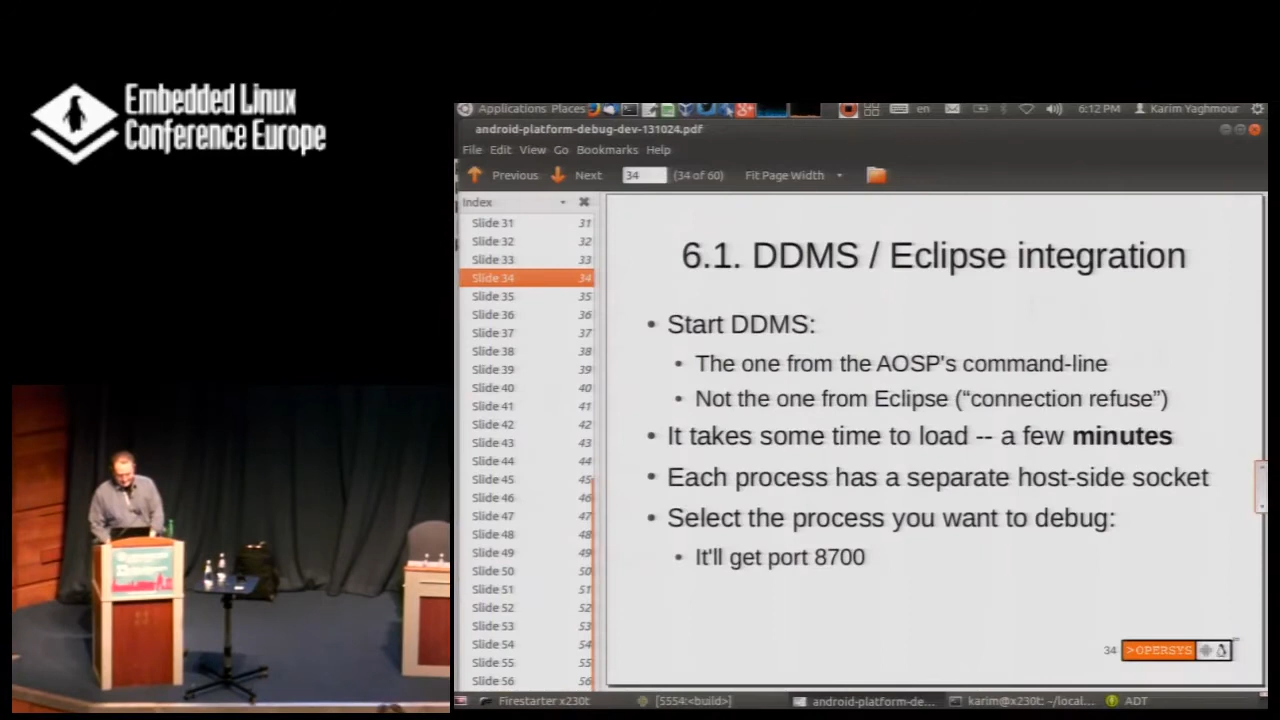 Embedded Linux
Conference Europe
Applications Places
en
6:12 PM
Karim Yaghmour
android-platform-debug-dev-131024.pdf
File Edit View Go Bookmarks Help
Previous
Next
34
(34 of 60)
Fit Page Width
Index
Slide 31 31
Slide 32 32
Slide 33 33
Slide 34 34
Slide 35 35
Slide 36 36
Slide 37 37
Slide 38 38
Slide 39 39
Slide 40 40
Slide 41 41
Slide 42 42
Slide 43 43
Slide 44 44
Slide 45 45
Slide 46 46
Slide 47 47
Slide 48 48
Slide 49 49
Slide 50 50
Slide 51 51
Slide 52 52
Slide 53 53
Slide 54 54
Slide 55 55
Slide 56 56
6.1. DDMS / Eclipse integration
• Start DDMS:
• The one from the AOSP's command-line
• Not the one from Eclipse (“connection refuse”)
• It takes some time to load -- a few minutes
• Each process has a separate host-side socket
• Select the process you want to debug:
• It'll get port 8700
34
>OPERSYS
Firestarter x230t
[5554:<build>]
android-platform-de...
karim@x230t: ~/local...
ADT